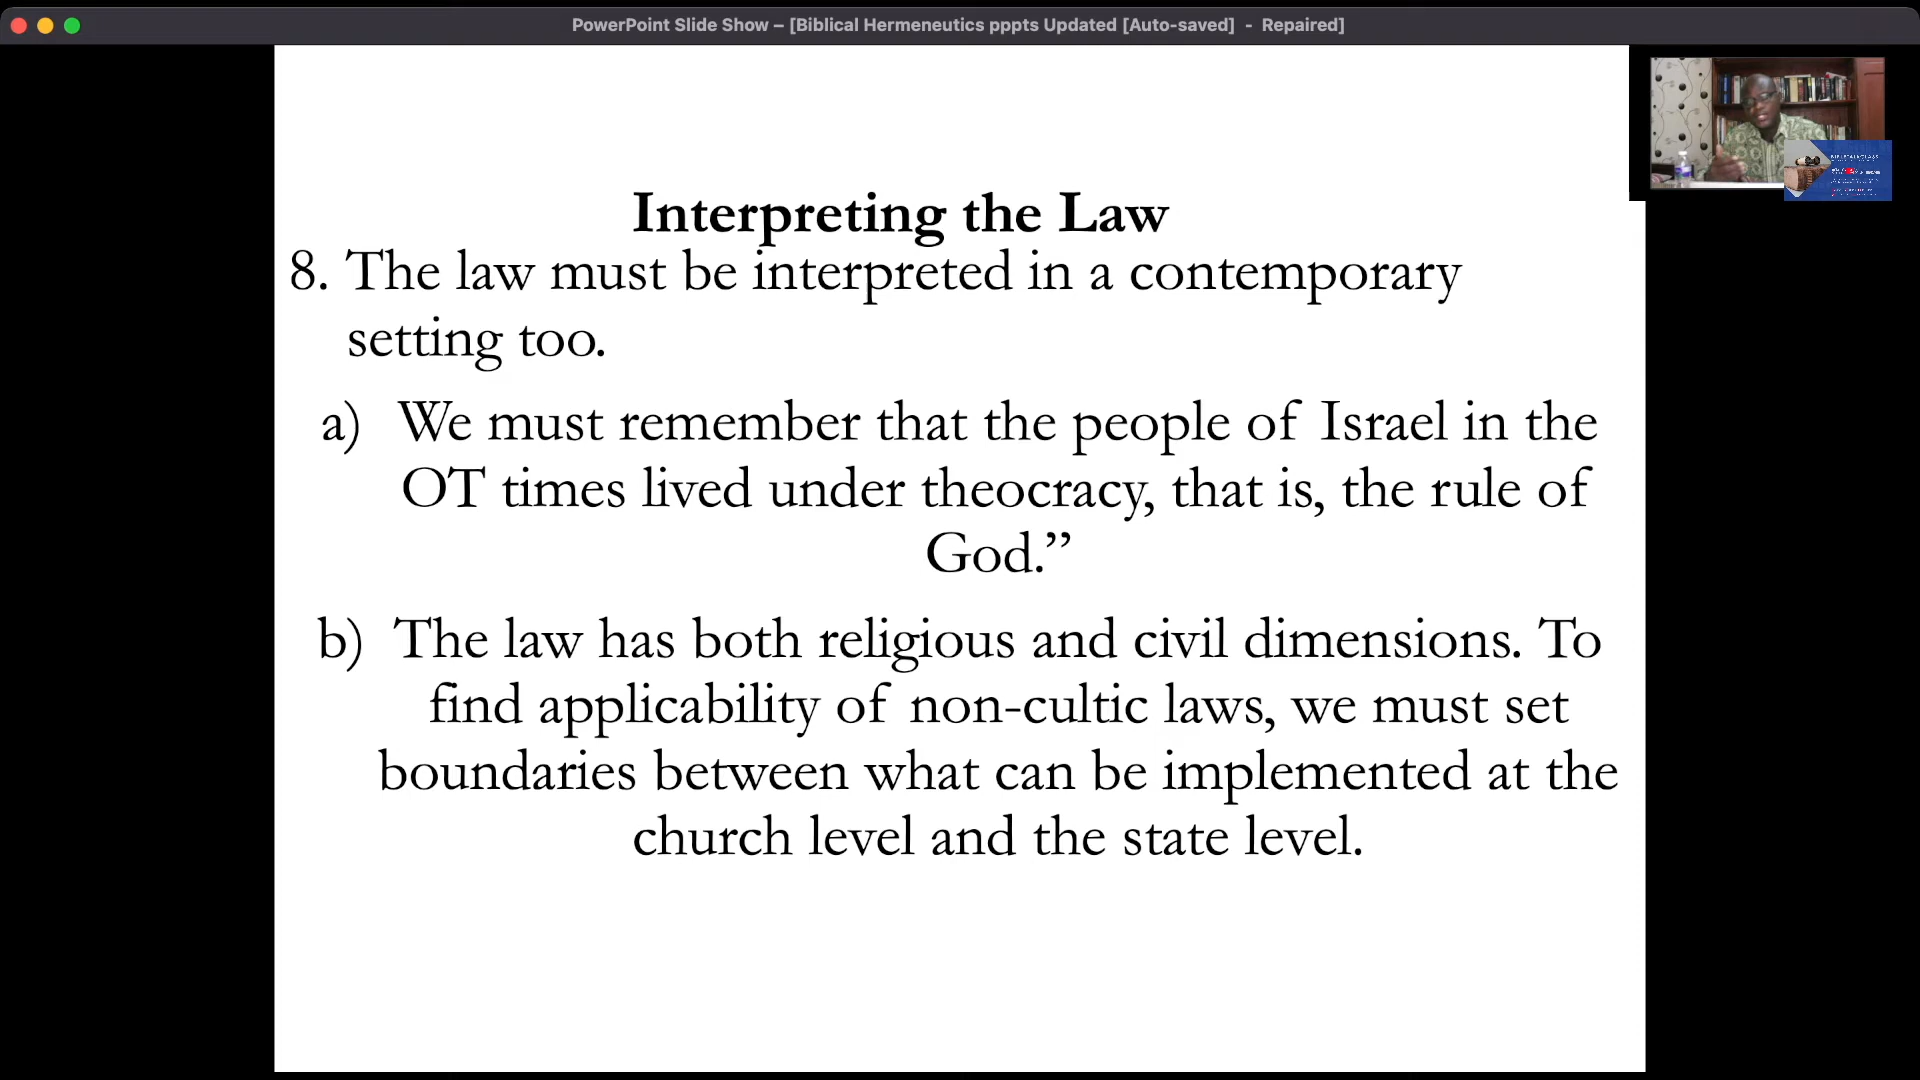 PowerPoint Slide Show – [Biblical Hermeneutics pppts Updated [Auto-saved]  -  Repaired]
Interpreting the Law
8. The law must be interpreted in a contemporary
setting too.
a) We must remember that the people of Israel in the
OT times lived under theocracy, that is, the rule of
God.”
b) The law has both religious and civil dimensions. To
find applicability of non-cultic laws, we must set
boundaries between what can be implemented at the
church level and the state level.